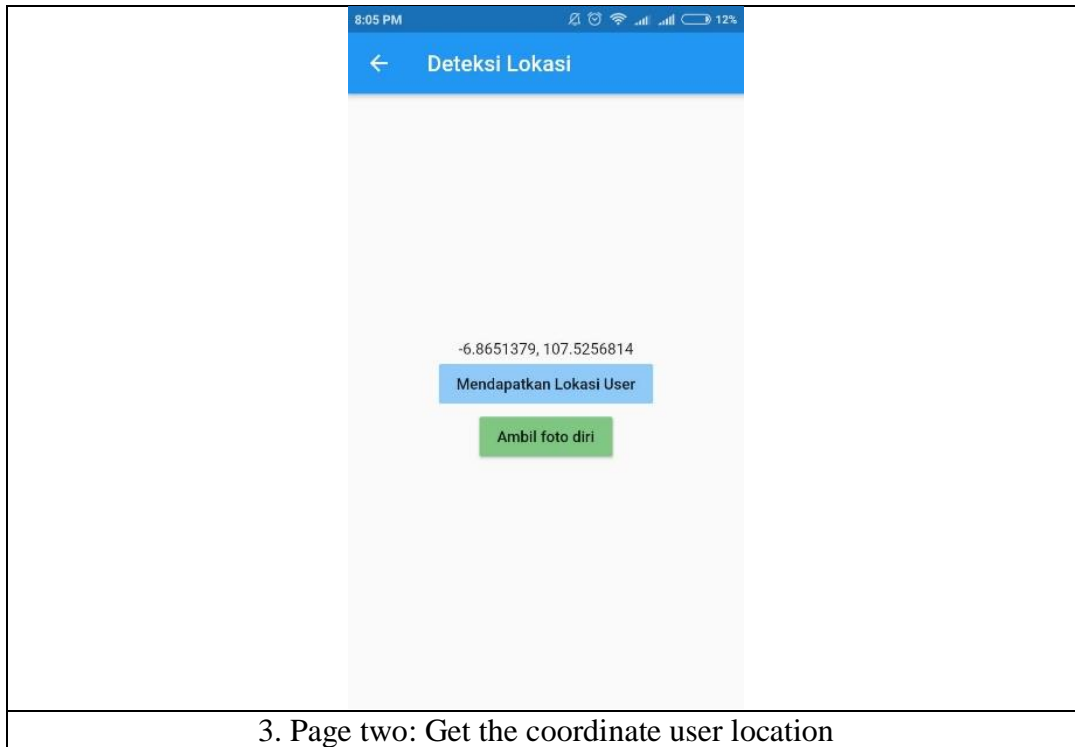 8:05 PM 12%
Deteksi Lokasi
-6.8651379, 107.5256814
Mendapatkan Lokasi User
Ambil foto diri
3. Page two: Get the coordinate user location